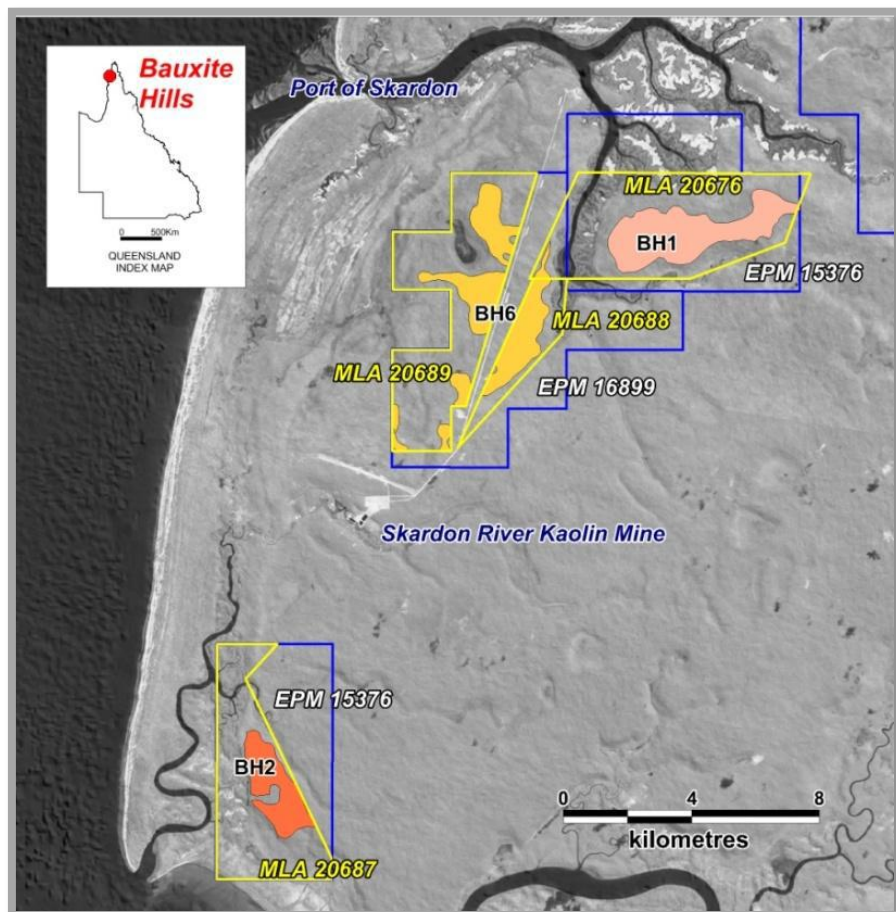 Bauxite
Hills
0 500Km
QUEENSLAND
INDEX MAP
Port of Skardon
MLA 20676
BH1
EPM 15376
BH6
MLA 20688
MLA 20689
EPM 16899
Skardon River Kaolin Mine
EPM 15376
BH2
MLA 20687
0 4 8
kilometres